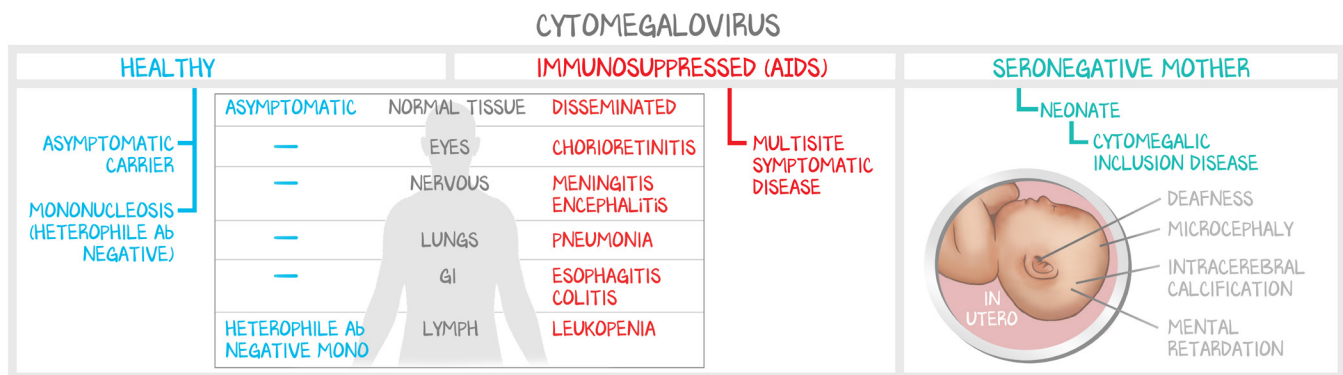 CYTOMEGALOVIRUS
HEALTHY
IMMUNOSUPPRESSED (AIDS)
SERONEGATIVE MOTHER
ASYMPTOMATIC
CARRIER
MONONUCLEOSIS
(HETEROPHILE Ab
NEGATIVE)
ASYMPTOMATIC NORMAL TISSUE DISSEMINATED
— EYES CHORIORETINITIS
— NERVOUS MENINGITIS
ENCEPHALITIS
— LUNGS PNEUMONIA
— GI ESOPHAGITIS
COLITIS
HETEROPHILE Ab LYMPH LEUKOPENIA
NEGATIVE MONO
MULTISITE
SYMPTOMATIC
DISEASE
NEONATE
CYTOMEGALIC
INCLUSION DISEASE
DEAFNESS
MICROCEPHALY
INTRACEREBRAL
CALCIFICATION
MENTAL
RETARDATION
IN
UTERO